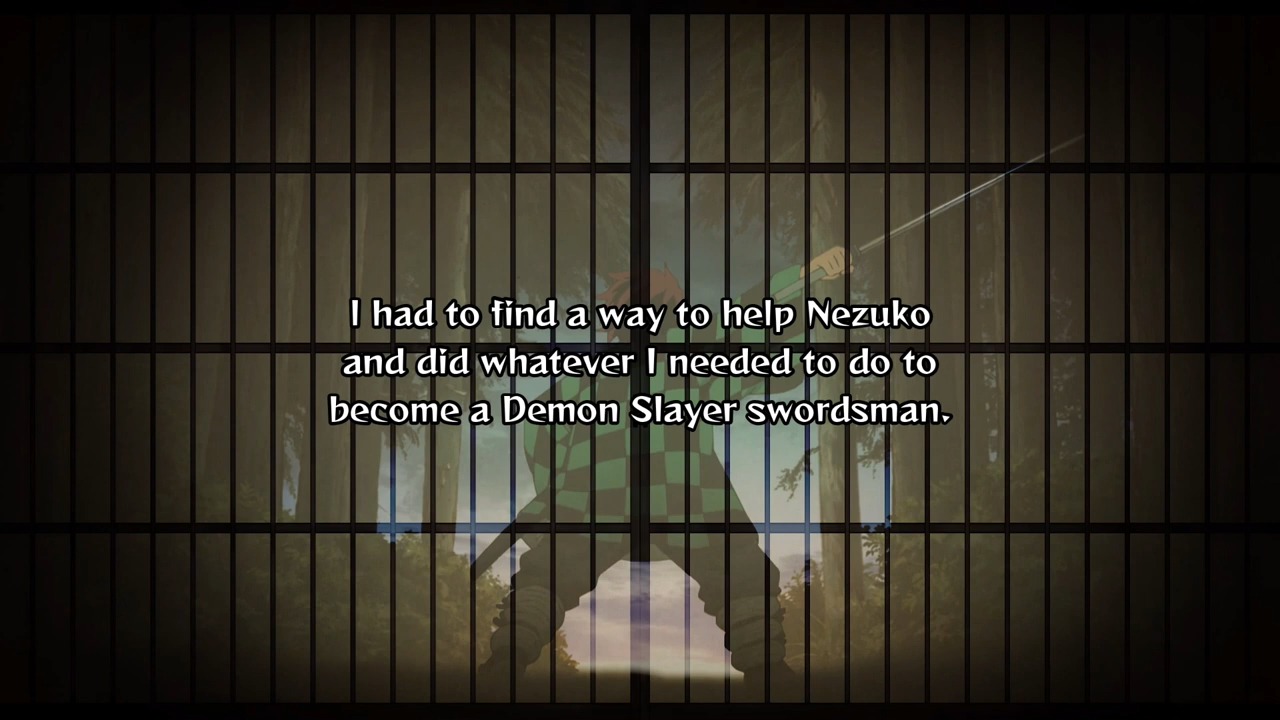 I had to find a way to help Nezuko
and did whatever I needed to do to
become a Demon Slayer swordsman.